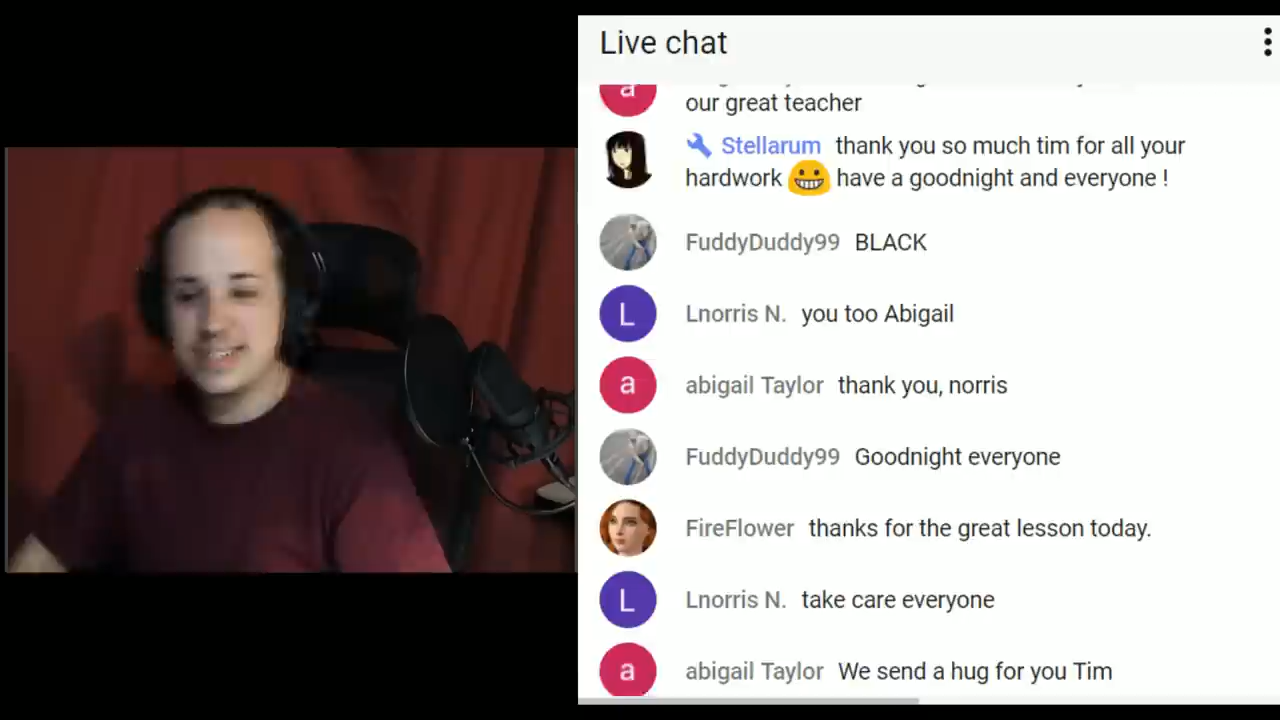 Live chat
our great teacher
Stellarum thank you so much tim for all your
hardwork have a goodnight and everyone !
FuddyDuddy99 BLACK
L Lnorris N. you too Abigail
a abigail Taylor thank you, norris
FuddyDuddy99 Goodnight everyone
FireFlower thanks for the great lesson today.
L Lnorris N. take care everyone
a abigail Taylor We send a hug for you Tim